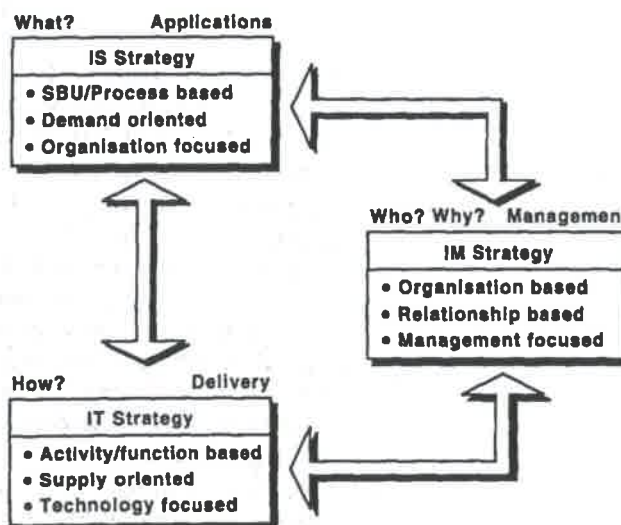 What? Applications
IS Strategy
• SBU/Process based
• Demand oriented
• Organisation focused
Who? Why? Management
IM Strategy
• Organisation based
• Relationship based
• Management focused
How? Delivery
IT Strategy
• Activity/function based
• Supply oriented
• Technology focused